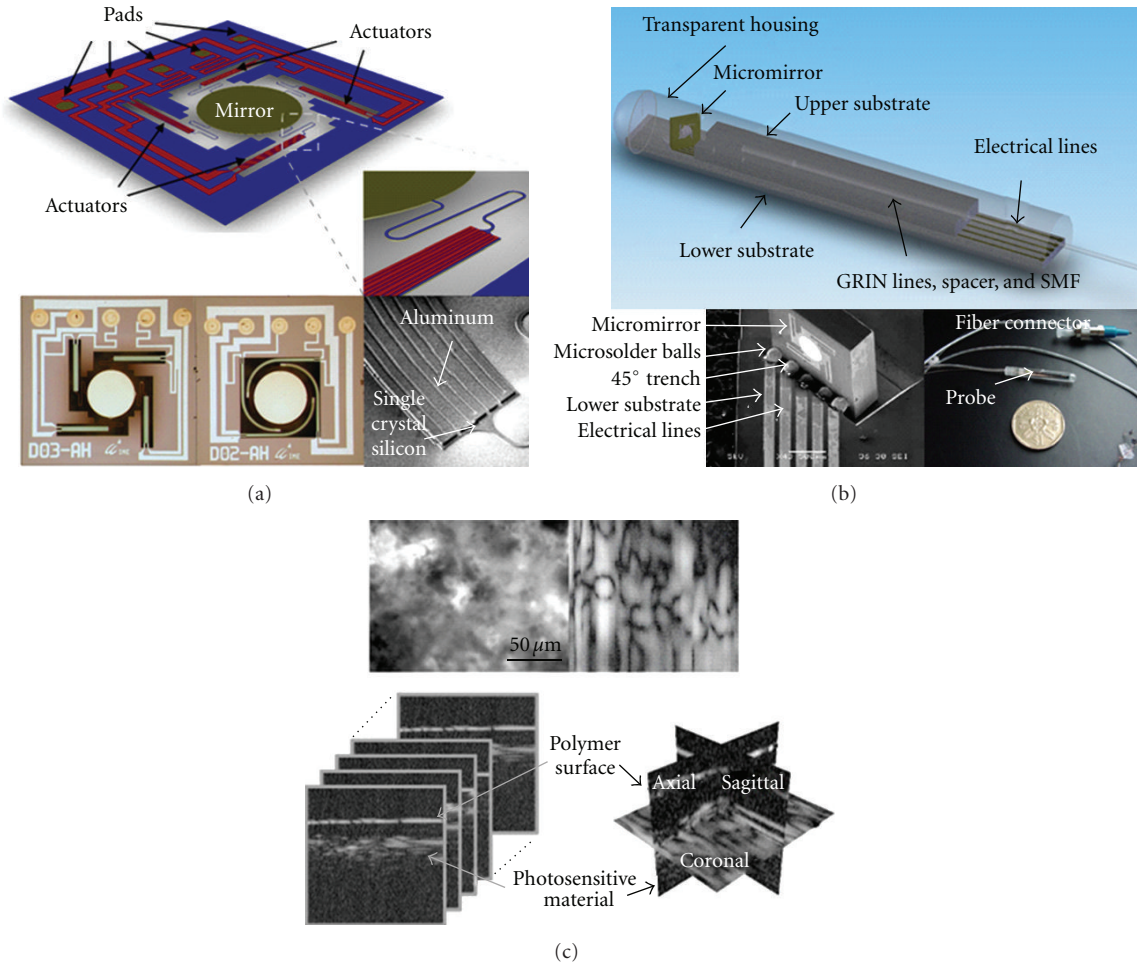 Pads
Actuators
Mirror
Actuators
Aluminum
Single
crystal
silicon
D03-AH
IME
D02-AH
IME
(a)
Transparent housing
Micromirror
Upper substrate
Electrical lines
Lower substrate
GRIN lines, spacer, and SMF
Micromirror
Microsolder balls
45° trench
Lower substrate
Electrical lines
Fiber connector
Probe
(b)
50 μm
Polymer
surface
Axial
Sagittal
Coronal
Photosensitive
material
(c)